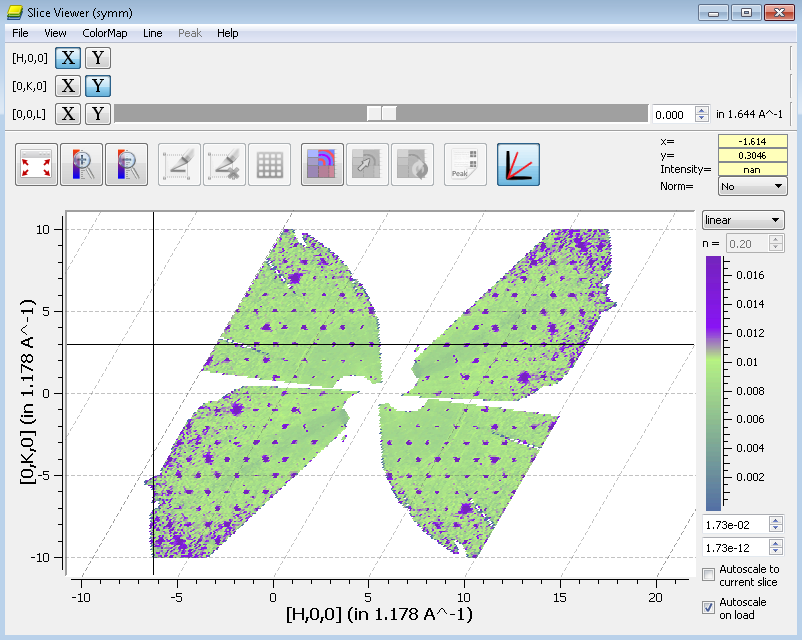 Slice Viewer (symm)
File View ColorMap Line Peak Help
[H,0,0] X Y
[0,K,0] X Y
[0,0,L] X Y 0.000 in 1.644 A^-1
x= -1.614
y= 0.3046
Intensity= nan
Norm= No
Peak
linear
n = 0.20
10
5
0
-5
-10
[0,K,0] (in 1.178 A^-1)
-10 -5 0 5 10 15 20
[H,0,0] (in 1.178 A^-1)
0.016
0.014
0.012
0.01
0.008
0.006
0.004
0.002
1.73e-02
1.73e-12
Autoscale to
current slice
Autoscale
on load